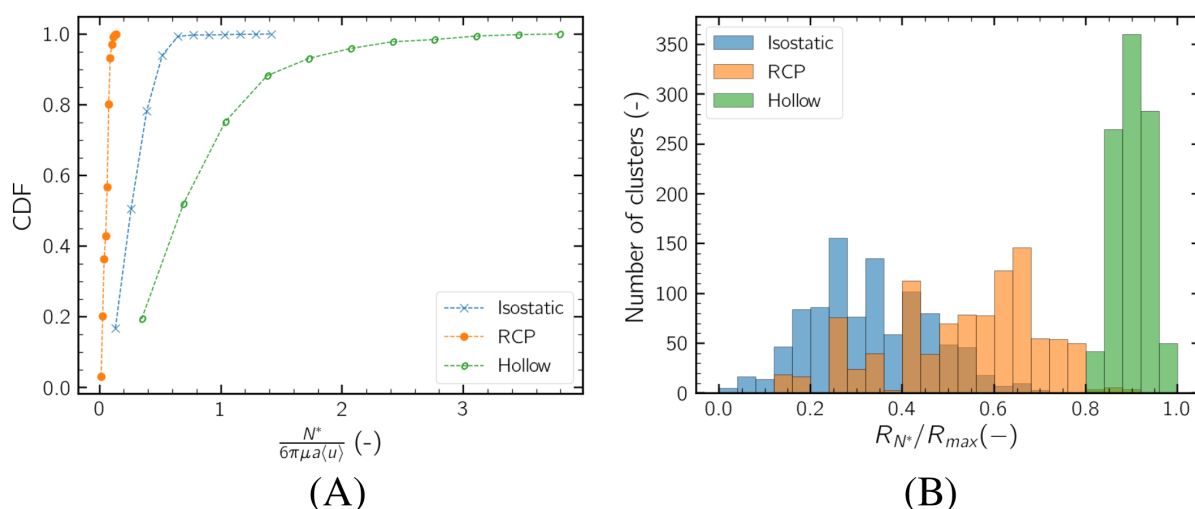 1.0
0.8
0.6
0.4
0.2
0.0
CDF
Isostatic
RCP
Hollow
0 1 2 3
N*/6πμa⟨u⟩ (-)
(A)
350
300
250
200
150
100
50
0
Number of clusters (-)
Isostatic
RCP
Hollow
0.0 0.2 0.4 0.6 0.8 1.0
R_{N*}/R_{max}(−)
(B)